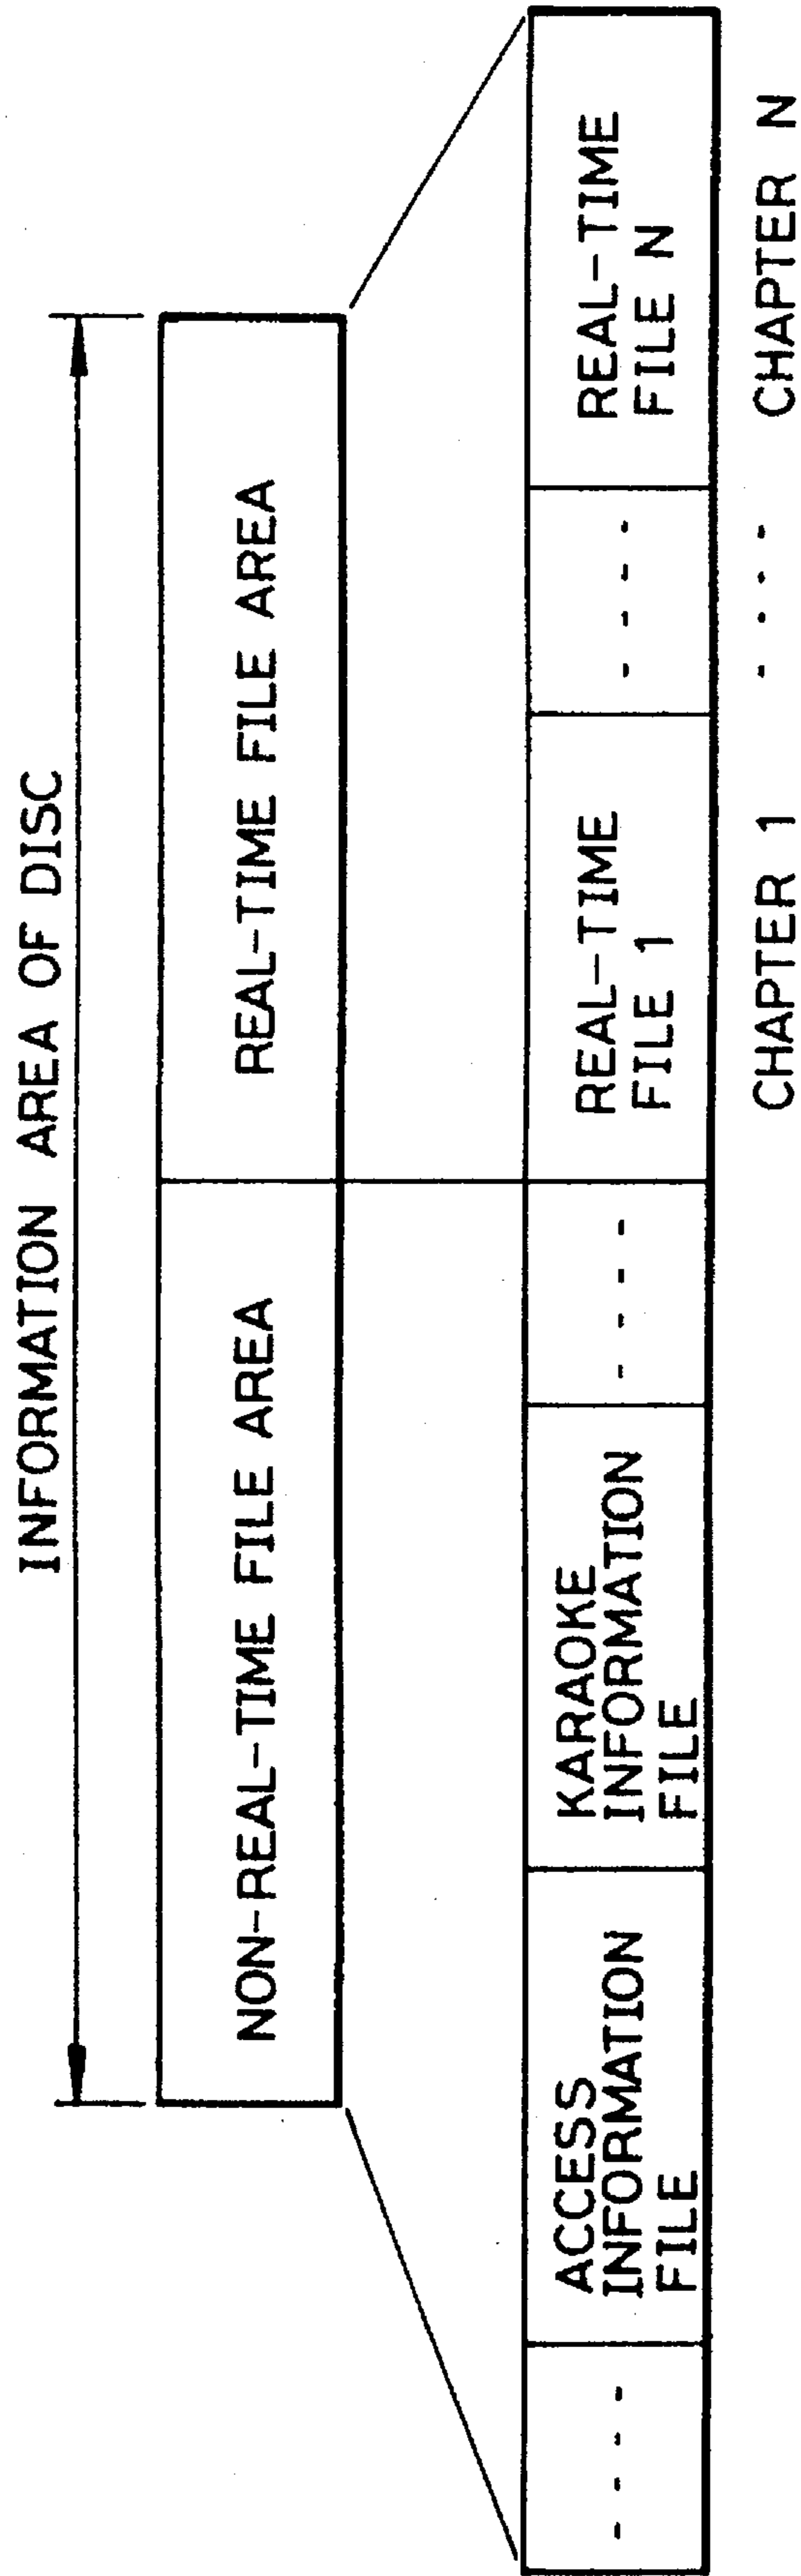 INFORMATION AREA OF DISC
NON-REAL-TIME FILE AREA
REAL-TIME FILE AREA
- - - -
ACCESS
INFORMATION
FILE
KARAOKE
INFORMATION
FILE
- - - -
REAL-TIME
FILE 1
- - - -
REAL-TIME
FILE N
CHAPTER 1
- - - -
CHAPTER N